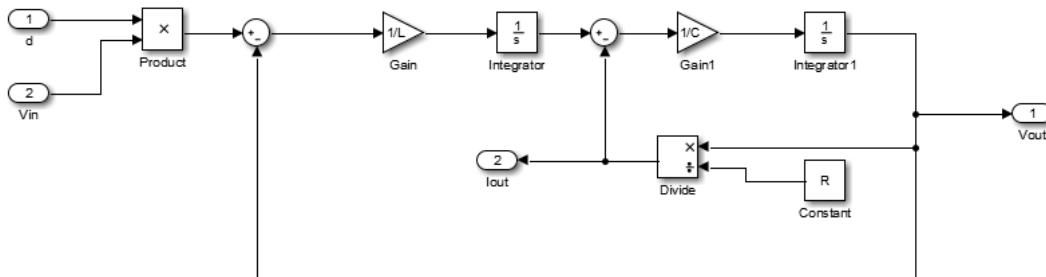 1
d
2
Vin
×
Product
+
−
1/L
Gain
1
s
Integrator
+
−
1/C
Gain1
1
s
Integrator1
1
Vout
2
Iout
×
÷
Divide
R
Constant